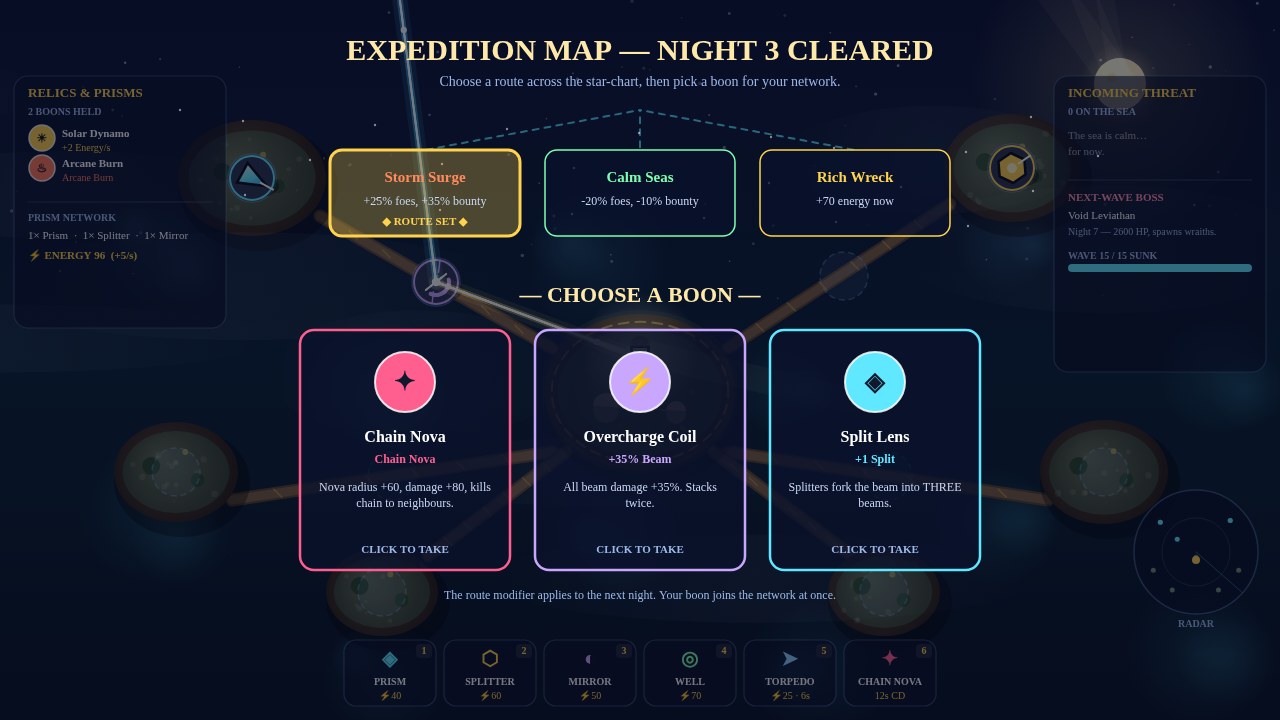 EXPEDITION MAP — NIGHT 3 CLEARED
Choose a route across the star-chart, then pick a boon for your network.
RELICS & PRISMS
2 BOONS HELD
Solar Dynamo
+2 Energy/s
Arcane Burn
Arcane Burn
PRISM NETWORK
1× Prism · 1× Splitter · 1× Mirror
⚡ ENERGY 96 (+5/s)
Storm Surge
+25% foes, +35% bounty
◆ ROUTE SET ◆
Calm Seas
-20% foes, -10% bounty
Rich Wreck
+70 energy now
INCOMING THREAT
0 ON THE SEA
The sea is calm…
for now.
NEXT-WAVE BOSS
Void Leviathan
Night 7 — 2600 HP, spawns wraiths.
WAVE 15 / 15 SUNK
— CHOOSE A BOON —
Chain Nova
Chain Nova
Nova radius +60, damage +80, kills
chain to neighbours.
CLICK TO TAKE
Overcharge Coil
+35% Beam
All beam damage +35%. Stacks
twice.
CLICK TO TAKE
Split Lens
+1 Split
Splitters fork the beam into THREE
beams.
CLICK TO TAKE
The route modifier applies to the next night. Your boon joins the network at once.
RADAR
1
PRISM
⚡40
2
SPLITTER
⚡60
3
MIRROR
⚡50
4
WELL
⚡70
5
TORPEDO
⚡25 · 6s
6
CHAIN NOVA
12s CD